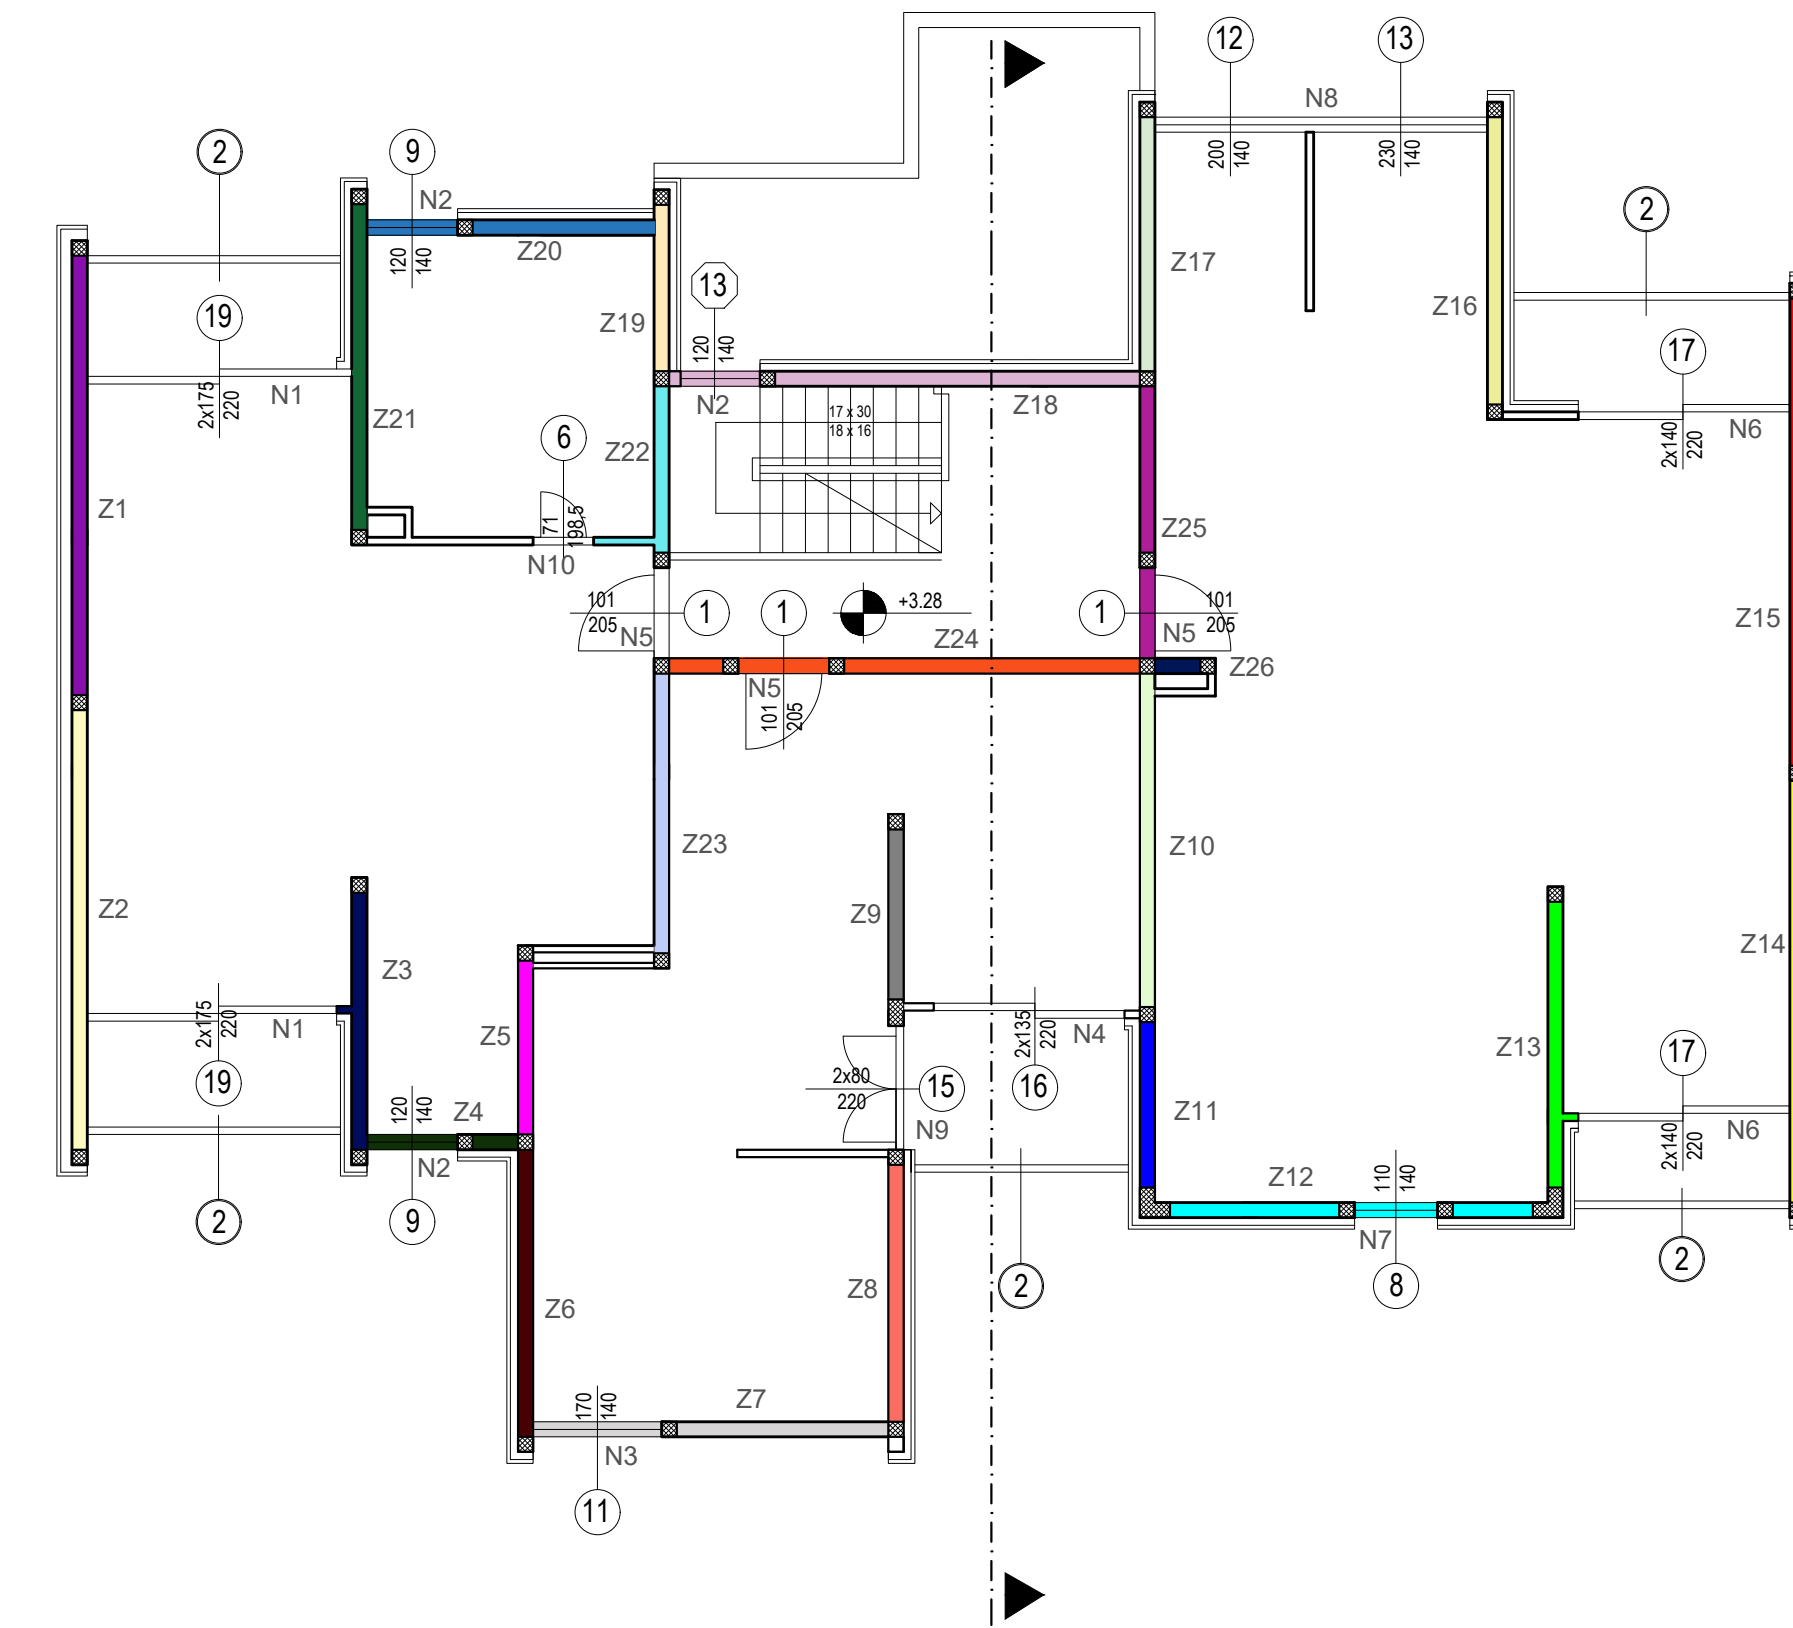 12
13
N8
200
140
230
140
2
9
N2
120
140
Z20
2
19
2x175
220
N1
Z21
Z19
13
120
140
N2
Z18
Z17
Z16
2
17
2x140
220
N6
17 x 30
18 x 16
Z22
6
71
198,5
N10
Z1
Z25
101
205
N5
1
1
+3.28
Z24
1
101
205
N5
Z26
Z15
N5
101
205
Z23
Z10
Z9
Z2
Z3
Z14
2x175
220
N1
19
Z5
120
140
Z4
N2
9
2
2x80
220
15
N9
2x135
220
N4
16
Z11
Z13
17
2x140
220
N6
Z12
110
140
N7
8
2
2
Z6
Z8
Z7
170
140
N3
11